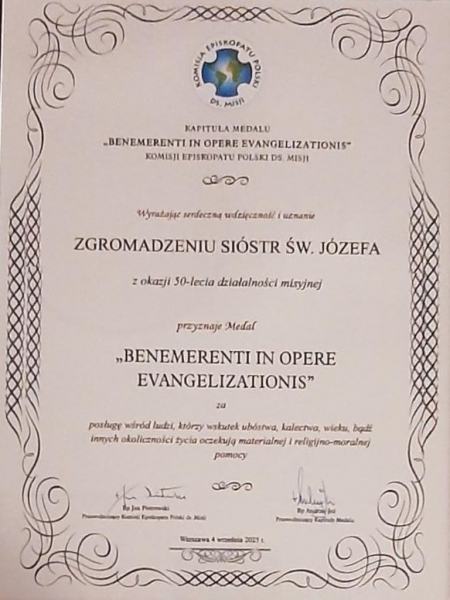 KOMISJA EPISKOPATU POLSKI
DS. MISJI
KAPITUŁA MEDALU
„BENEMERENTI IN OPERE EVANGELIZATIONIS”
KOMISJI EPISKOPATU POLSKI DS. MISJI
Wyrażając serdeczną wdzięczność i uznanie
ZGROMADZENIU SIÓSTR ŚW. JÓZEFA
z okazji 50-lecia działalności misyjnej
przyznaje Medal
„BENEMERENTI IN OPERE
EVANGELIZATIONIS”
za
posługę wśród ludzi, którzy wskutek ubóstwa, kalectwa, wieku, bądź
innych okoliczności życia oczekują materialnej i religijno-moralnej
pomocy
Bp Jan Piotrowski
Przewodniczący Komisji Episkopatu Polski ds. Misji
Bp Andrzej Jeż
Przewodniczący Kapituły Medalu
Warszawa 4 września 2025 r.